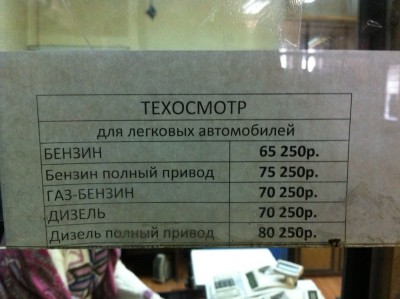 ТЕХОСМОТР
для легковых автомобилей
БЕНЗИН 65 250р.
Бензин полный привод 75 250р.
ГАЗ-БЕНЗИН 70 250р.
ДИЗЕЛЬ 70 250р.
Дизель полный привод 80 250р.